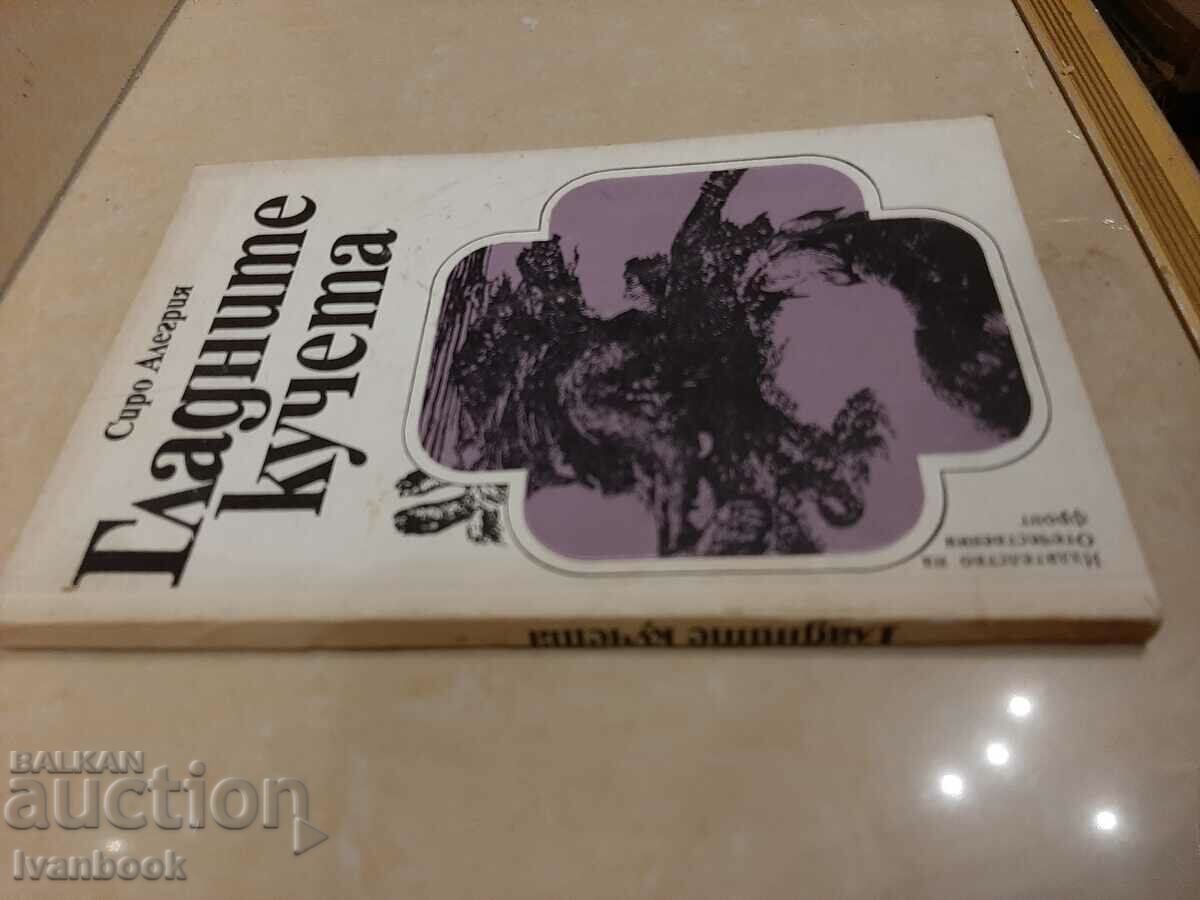 Сиро Алегрия
Гладните
кучета
Издателство на
Отечествения
фронт
Гладните кучета
BALKAN
auction
Ivanbook